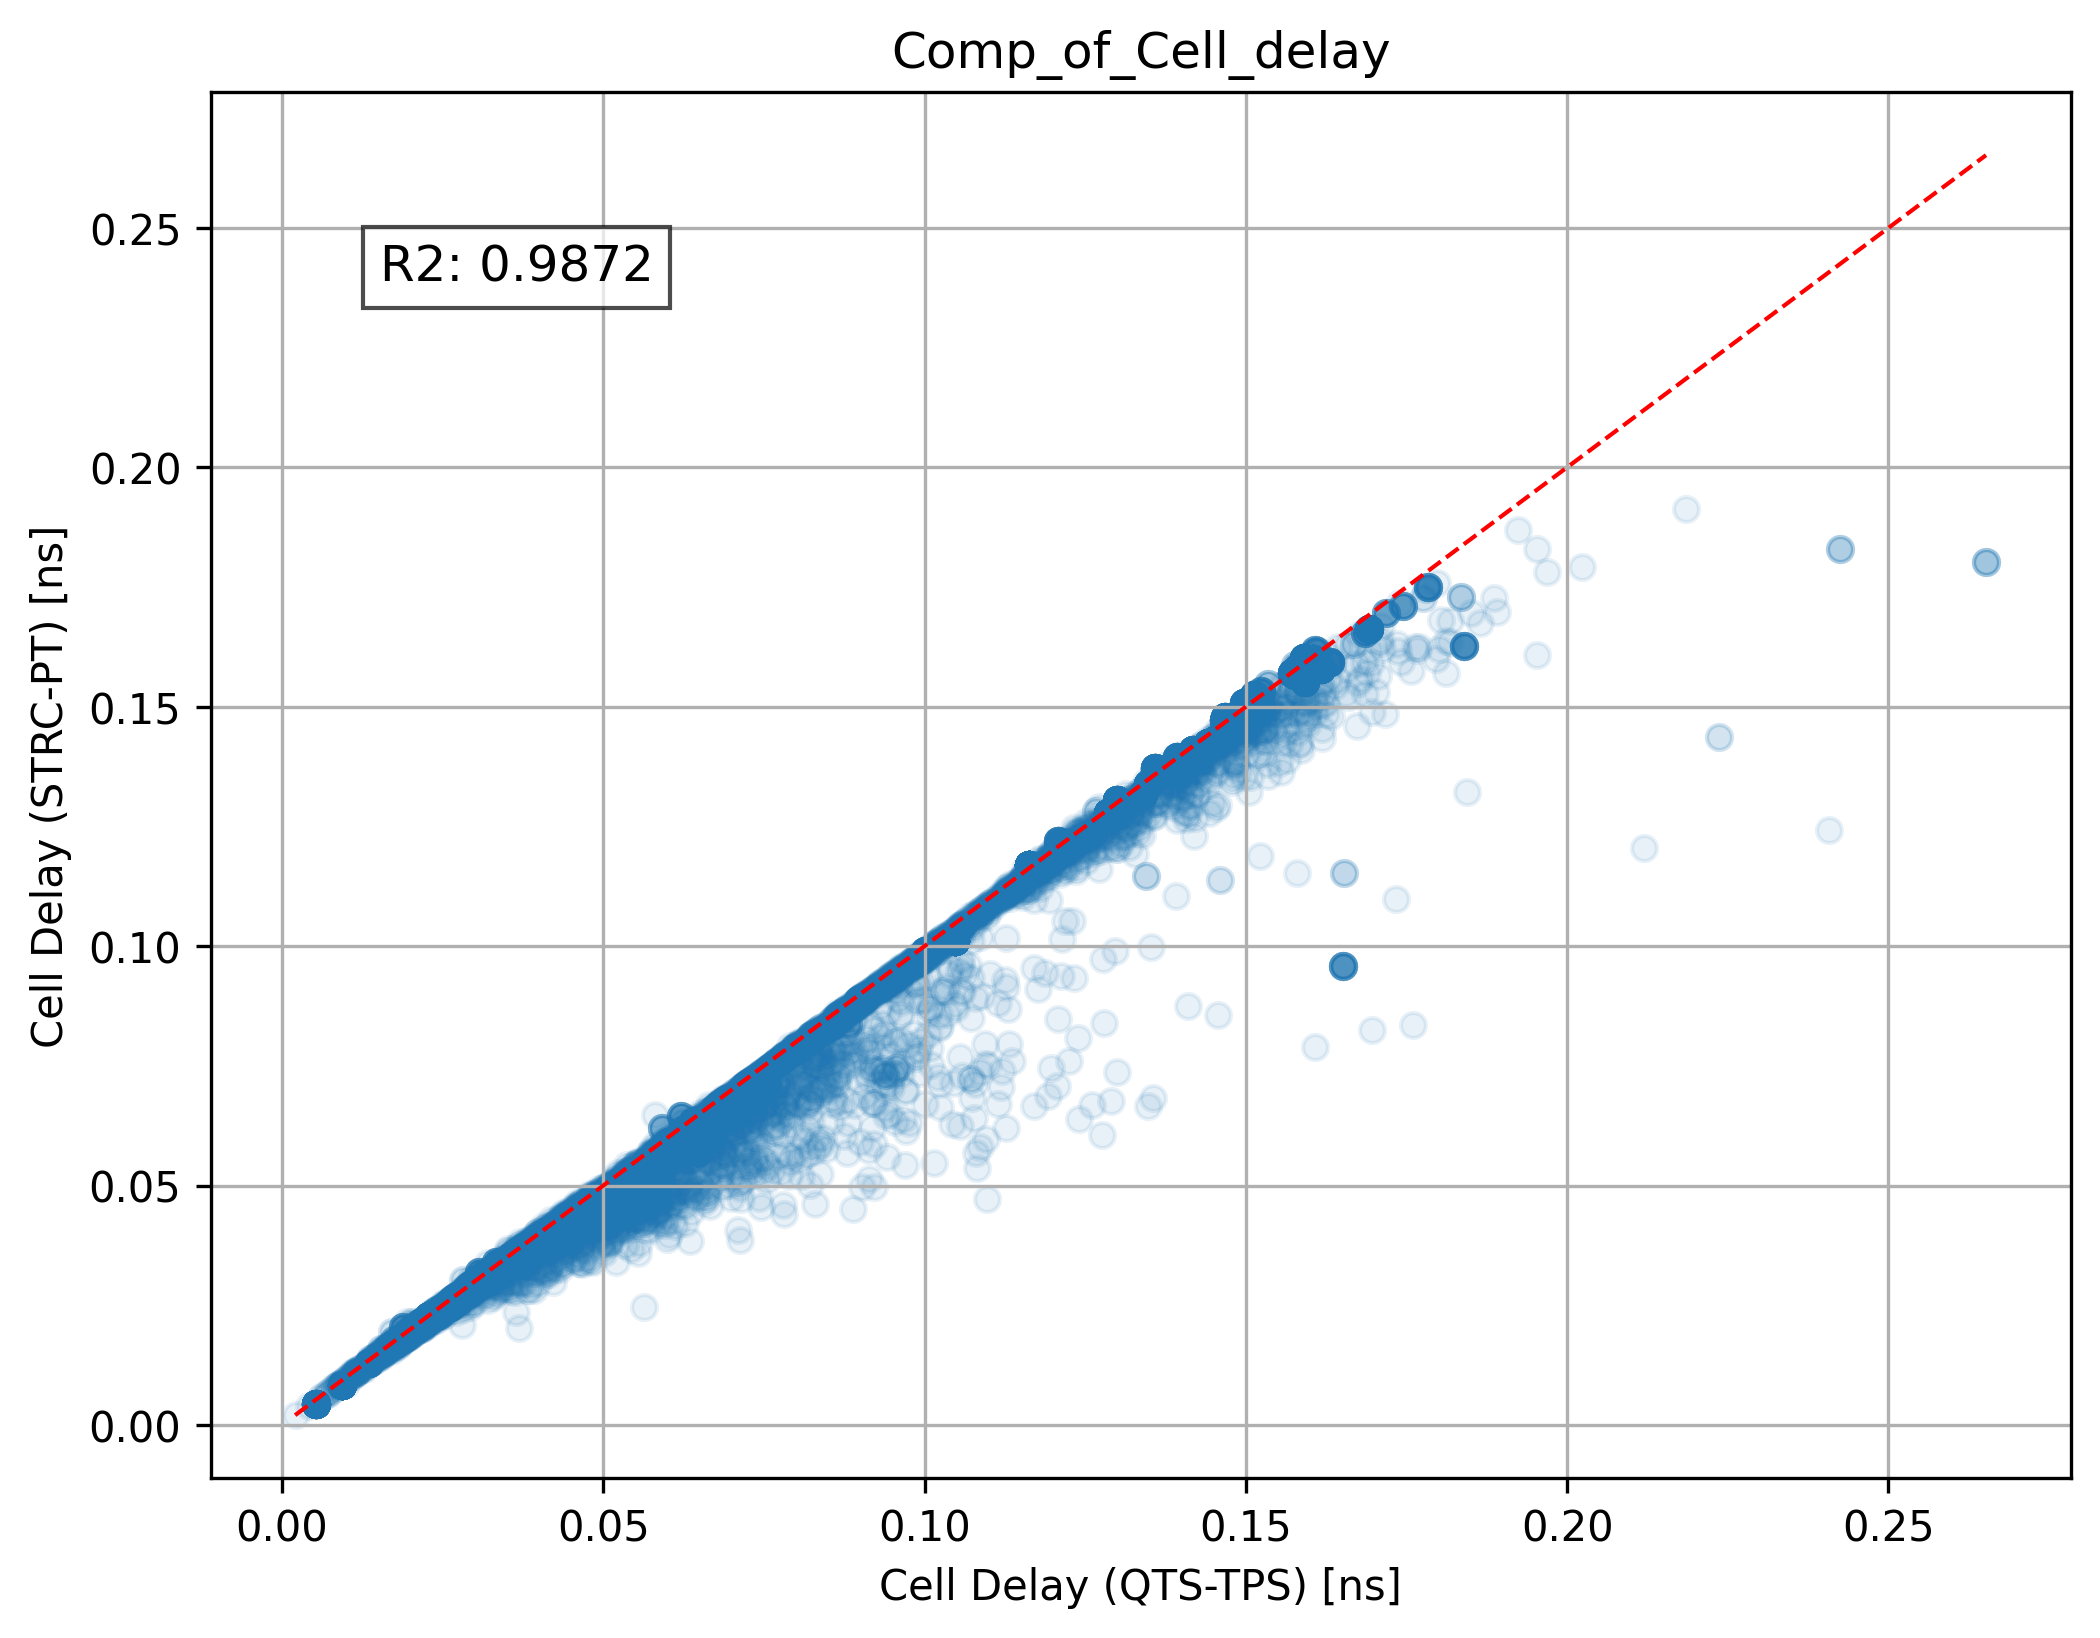 Comp_of_Cell_delay
R2: 0.9872
Cell Delay (STRC-PT) [ns]
0.25
0.20
0.15
0.10
0.05
0.00
0.00 0.05 0.10 0.15 0.20 0.25
Cell Delay (QTS-TPS) [ns]